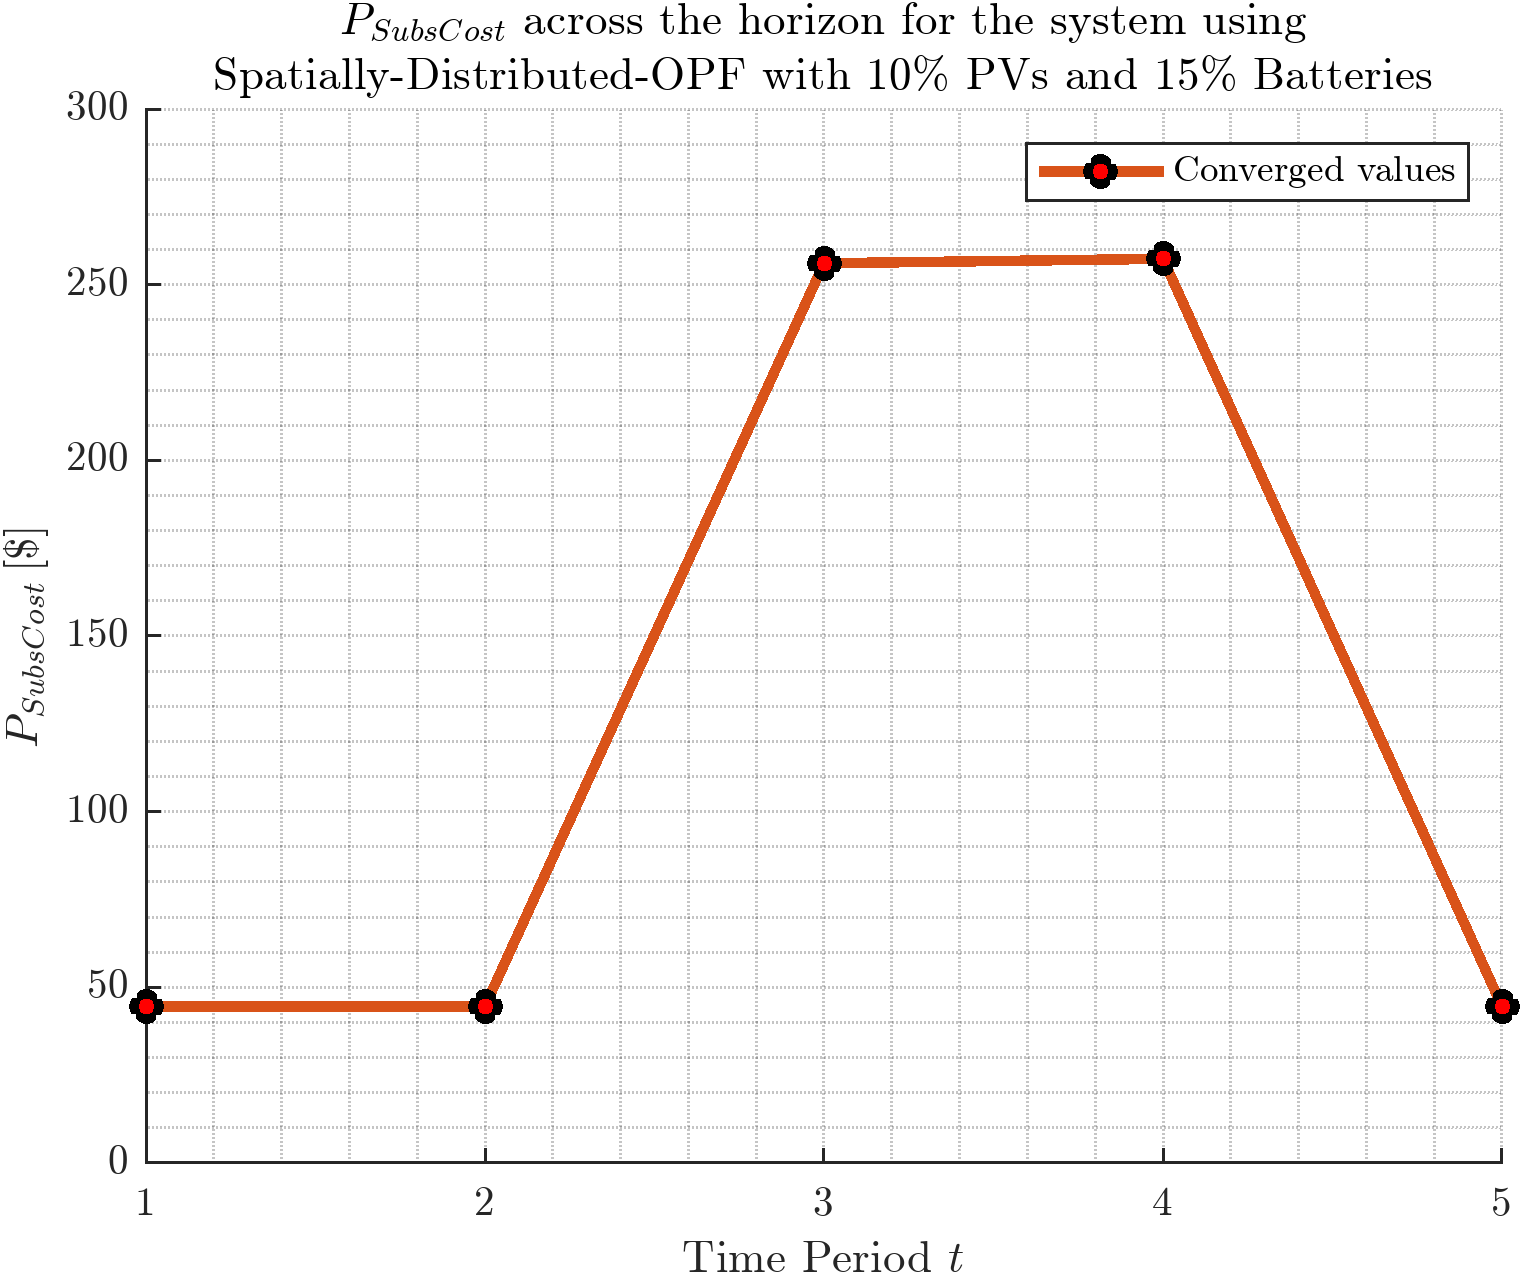 P_SubsCost across the horizon for the system using
Spatially-Distributed-OPF with 10% PVs and 15% Batteries
Converged values
300
250
200
150
100
50
0
P_SubsCost [$]
1 2 3 4 5
Time Period t